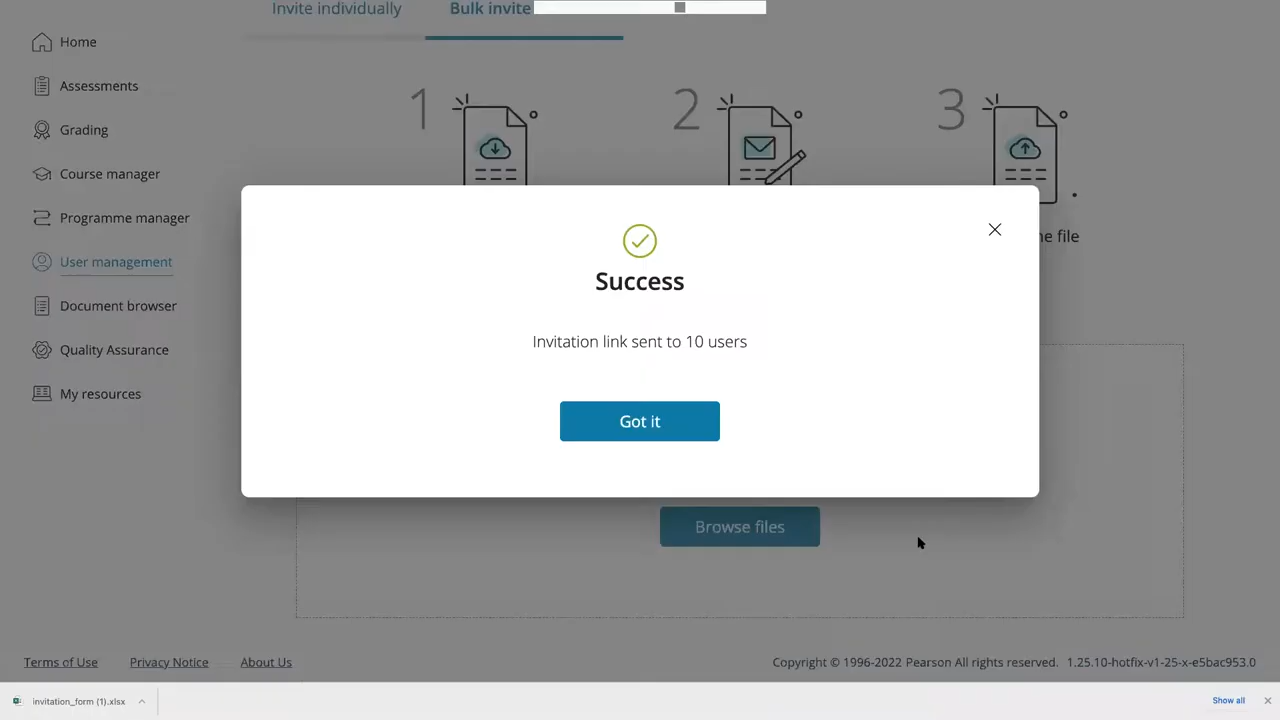 Invite individually
Bulk invite
Home
Assessments
Grading
Course manager
Programme manager
User management
Document browser
Quality Assurance
My resources
1
2
3
e file
Success
Invitation link sent to 10 users
Got it
Browse files
Terms of Use
Privacy Notice
About Us
Copyright © 1996-2022 Pearson All rights reserved. 1.25.10-hotfix-v1-25-x-e5bac953.0
invitation_form (1).xlsx
Show all